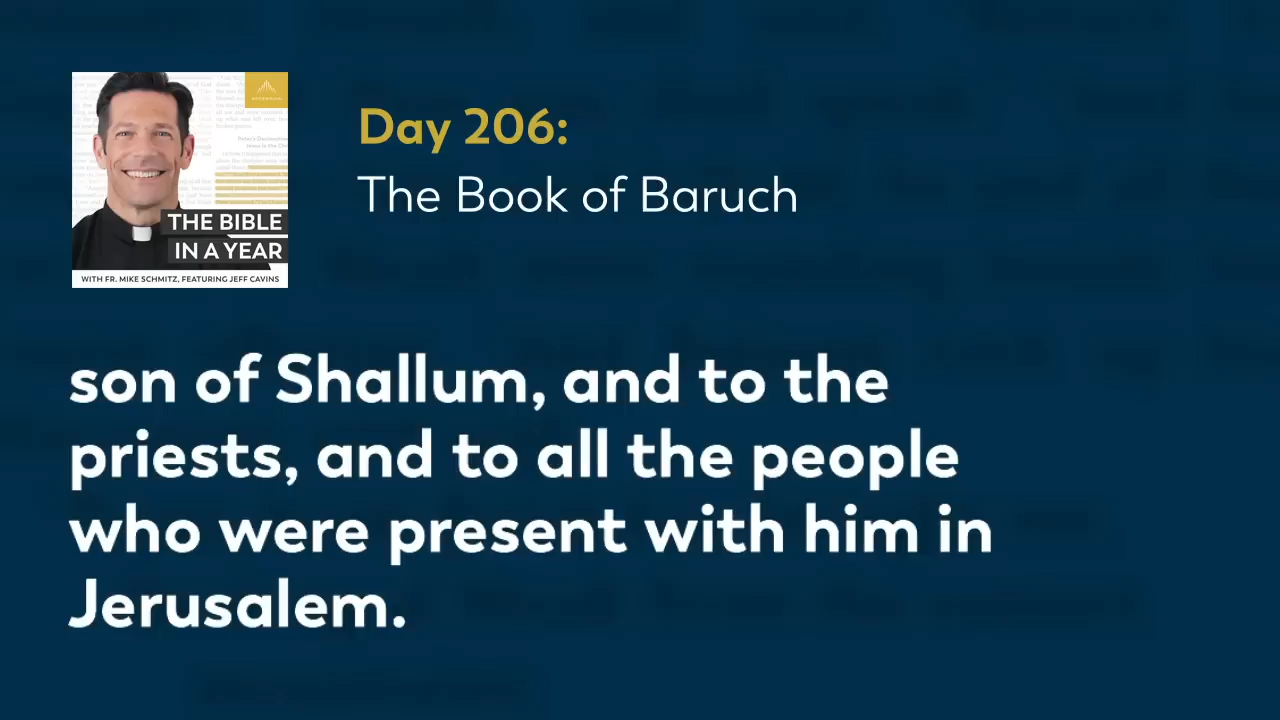 Day 206:
The Book of Baruch
THE BIBLE
IN A YEAR
WITH FR. MIKE SCHMITZ, FEATURING JEFF CAVINS
son of Shallum, and to the
priests, and to all the people
who were present with him in
Jerusalem.